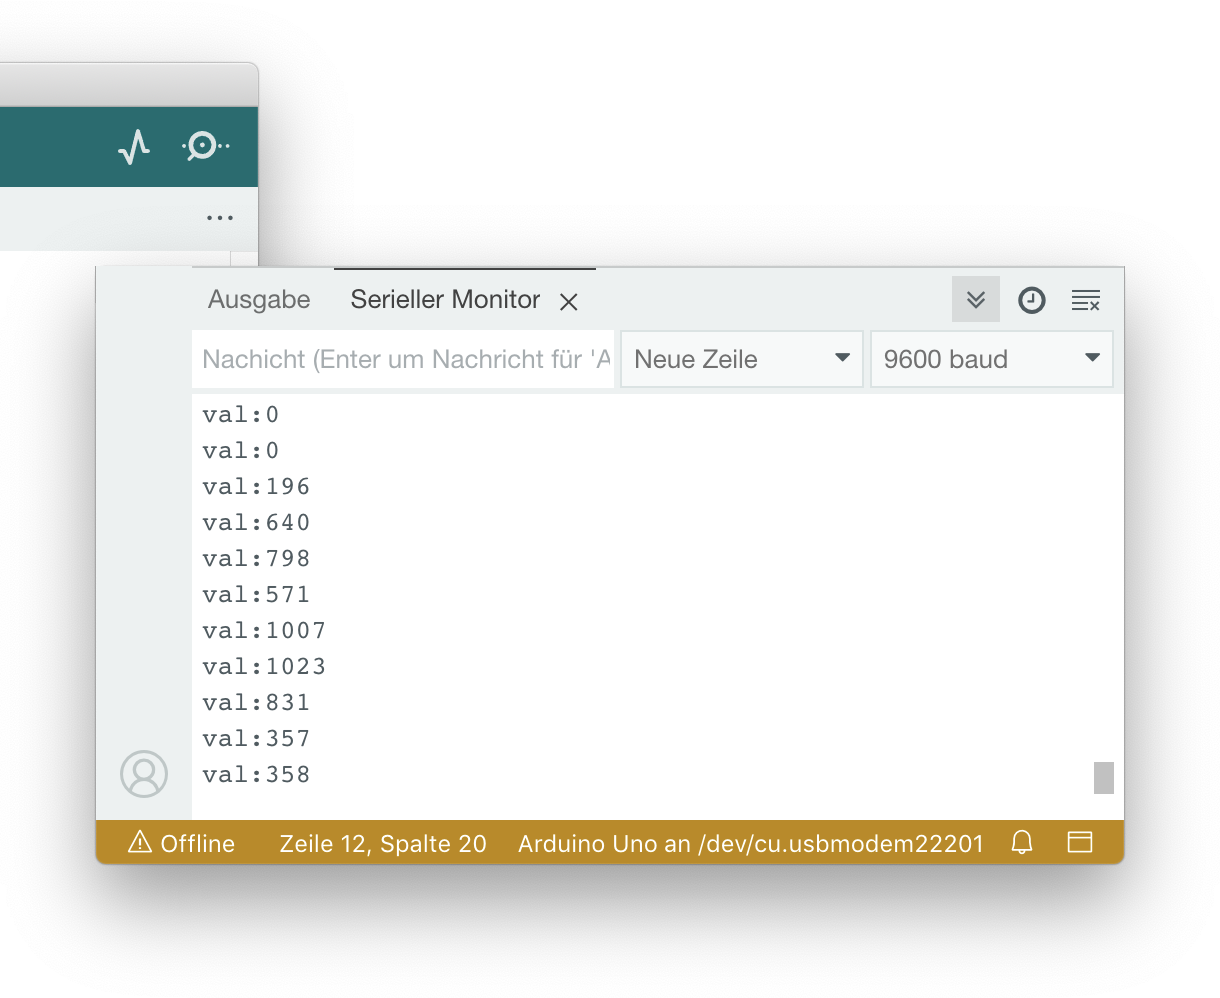 Ausgabe Serieller Monitor
Nachicht (Enter um Nachricht für 'A Neue Zeile 9600 baud
val:0
val:0
val:196
val:640
val:798
val:571
val:1007
val:1023
val:831
val:357
val:358
Offline Zeile 12, Spalte 20 Arduino Uno an /dev/cu.usbmodem22201